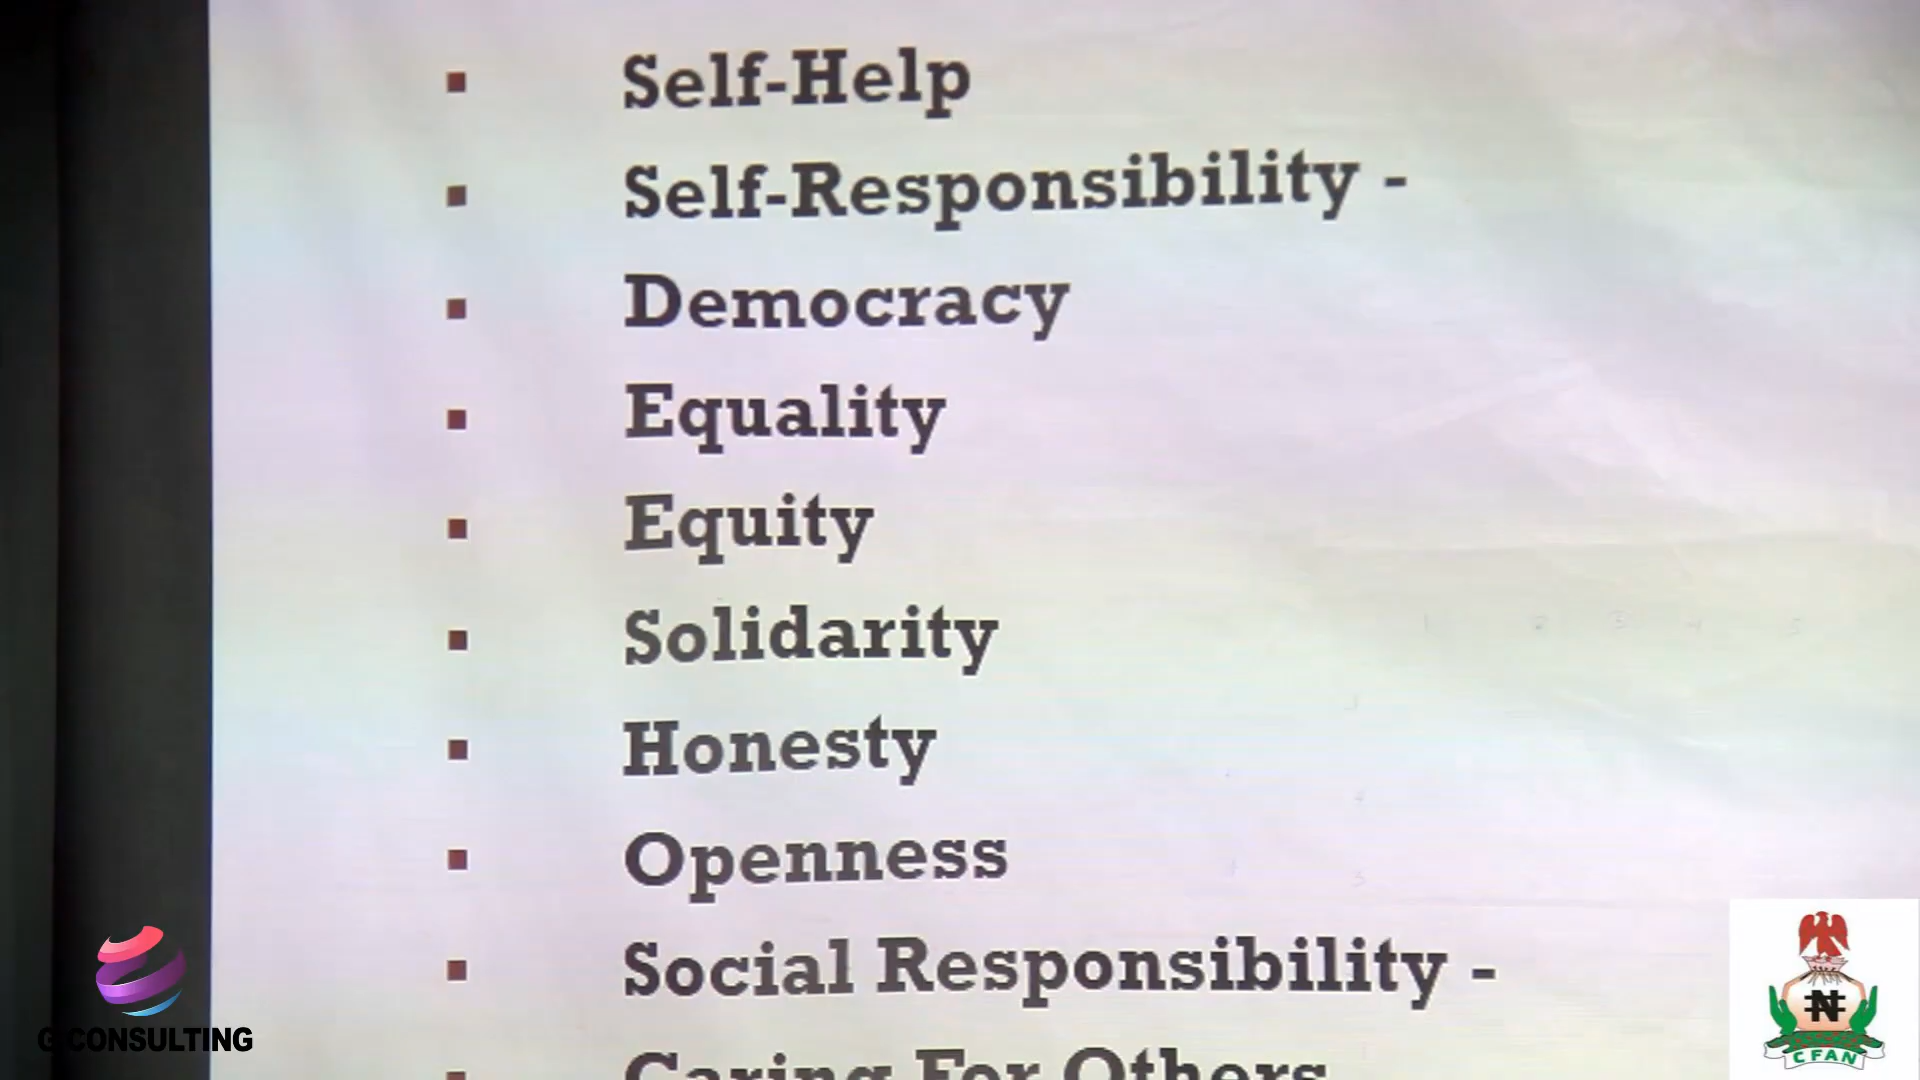 ▪ Self-Help
▪ Self-Responsibility -
▪ Democracy
▪ Equality
▪ Equity
▪ Solidarity
▪ Honesty
▪ Openness
▪ Social Responsibility -
▪ Caring For Others
G CONSULTING
₦
CFAN